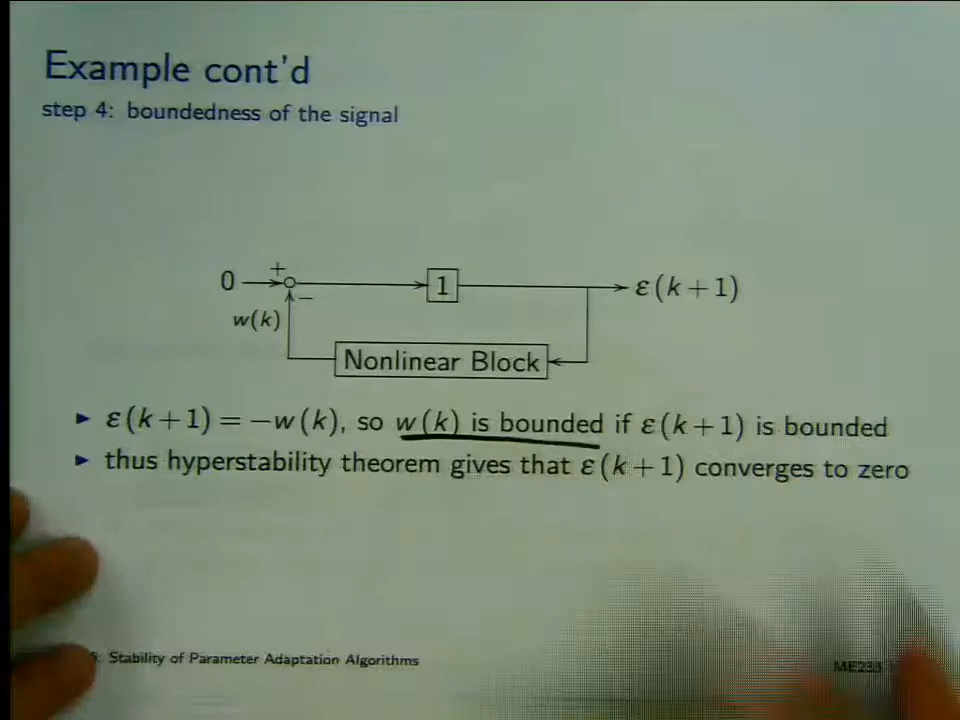 Example cont'd
step 4: boundedness of the signal
0 + 1 ε(k+1)
−
w(k)
Nonlinear Block
► ε(k+1) = −w(k), so w(k) is bounded if ε(k+1) is bounded
► thus hyperstability theorem gives that ε(k+1) converges to zero
Stability of Parameter Adaptation Algorithms